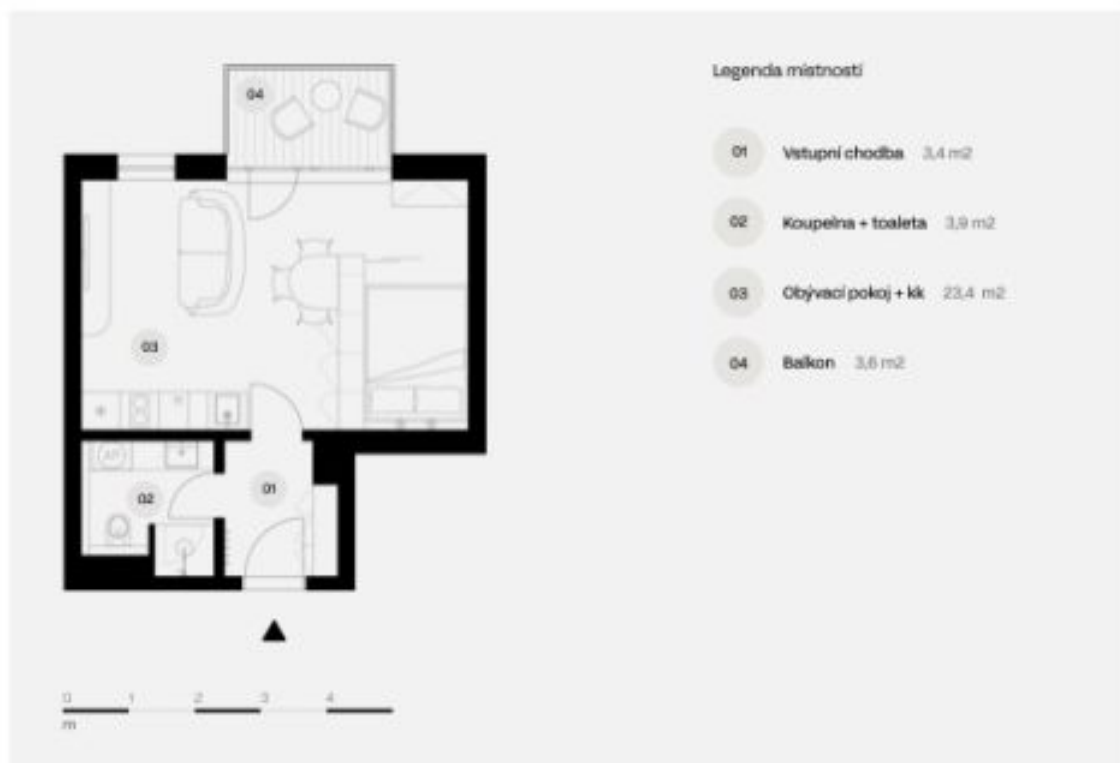 Legenda místností
01 Vstupní chodba 3,4 m2
02 Koupelna + toaleta 3,9 m2
03 Obývací pokoj + kk 23,4 m2
04 Balkon 3,6 m2
04
03
02
01
0 1 2 3 4
m